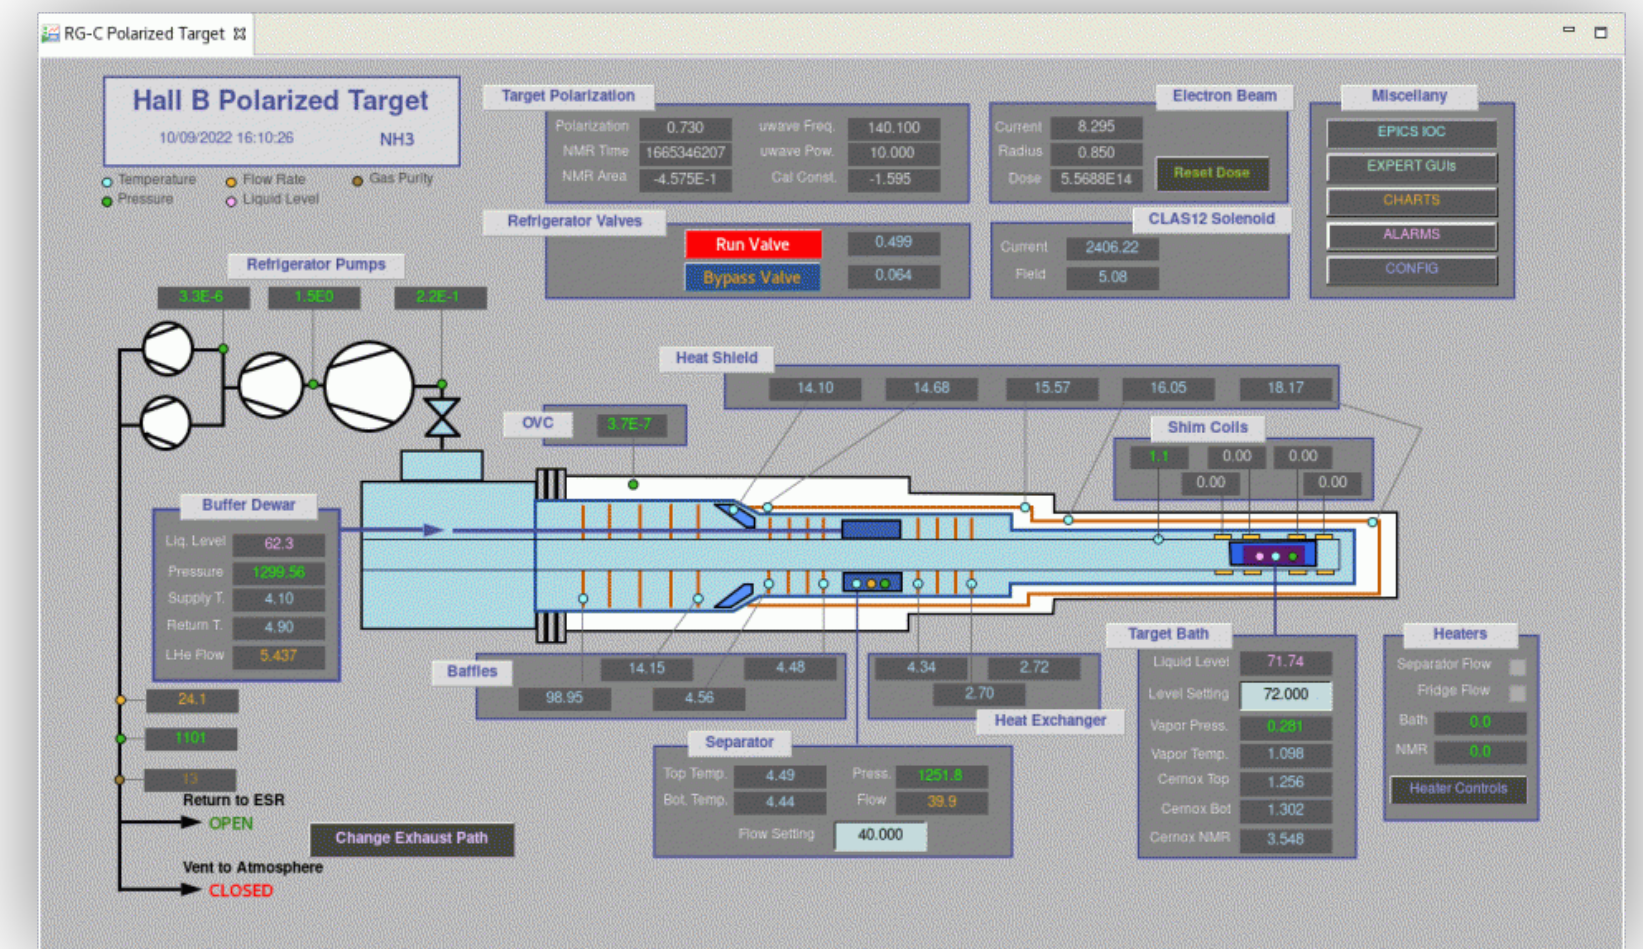 RG-C Polarized Target
Hall B Polarized Target
10/09/2022 16:10:26 NH3
Temperature Flow Rate Gas Purity
Pressure Liquid Level
Target Polarization
Polarization 0.730 uwave Freq. 140.100
NMR Time 1665346207 uwave Pow. 10.000
NMR Area -4.575E-1 Cal Const. -1.595
Electron Beam
Current 8.295
Radius 0.850
Dose 5.5688E14 Reset Dose
Miscellany
EPICS IOC
EXPERT GUIs
CHARTS
ALARMS
CONFIG
Refrigerator Valves
Run Valve 0.499
Bypass Valve 0.064
CLAS12 Solenoid
Current 2406.22
Field 5.08
Refrigerator Pumps
3.3E-6 1.5E0 2.2E-1
Heat Shield
14.10 14.68 15.57 16.05 18.17
OVC 3.7E-7
Shim Coils
1.1 0.00 0.00
0.00 0.00
Buffer Dewar
Liq. Level 62.3
Pressure 1299.56
Supply T. 4.10
Return T. 4.90
LHe Flow 5.437
24.1
1101
13
Return to ESR
OPEN
Change Exhaust Path
Vent to Atmosphere
CLOSED
Baffles
14.15 4.48
98.95 4.56
4.34 2.72
2.70
Heat Exchanger
Separator
Top Temp. 4.49 Press. 1251.8
Bot. Temp. 4.44 Flow 39.9
Flow Setting 40.000
Target Bath
Liquid Level 71.74
Level Setting 72.000
Vapor Press. 0.281
Vapor Temp. 1.098
Cernox Top 1.256
Cernox Bot 1.302
Cernox NMR 3.548
Heaters
Separator Flow
Fridge Flow
Bath 0.0
NMR 0.0
Heater Controls